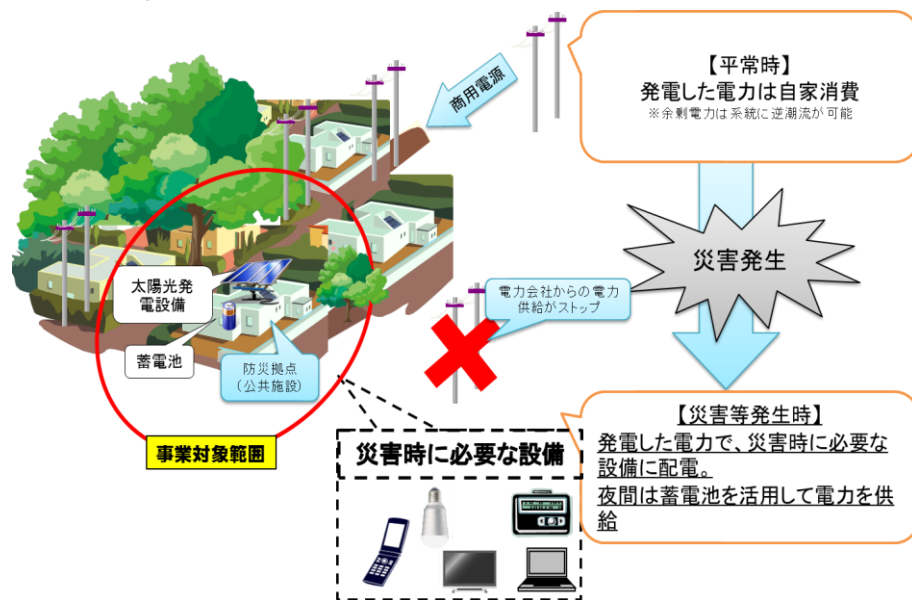 【平常時】
発電した電力は自家消費
※余剰電力は系統に逆潮流が可能
商用電源
災害発生
太陽光発
電設備
蓄電池
防災拠点
(公共施設)
電力会社からの電力
供給がストップ
事業対象範囲
災害時に必要な設備
【災害等発生時】
発電した電力で、災害時に必要な
設備に配電。
夜間は蓄電池を活用して電力を供
給